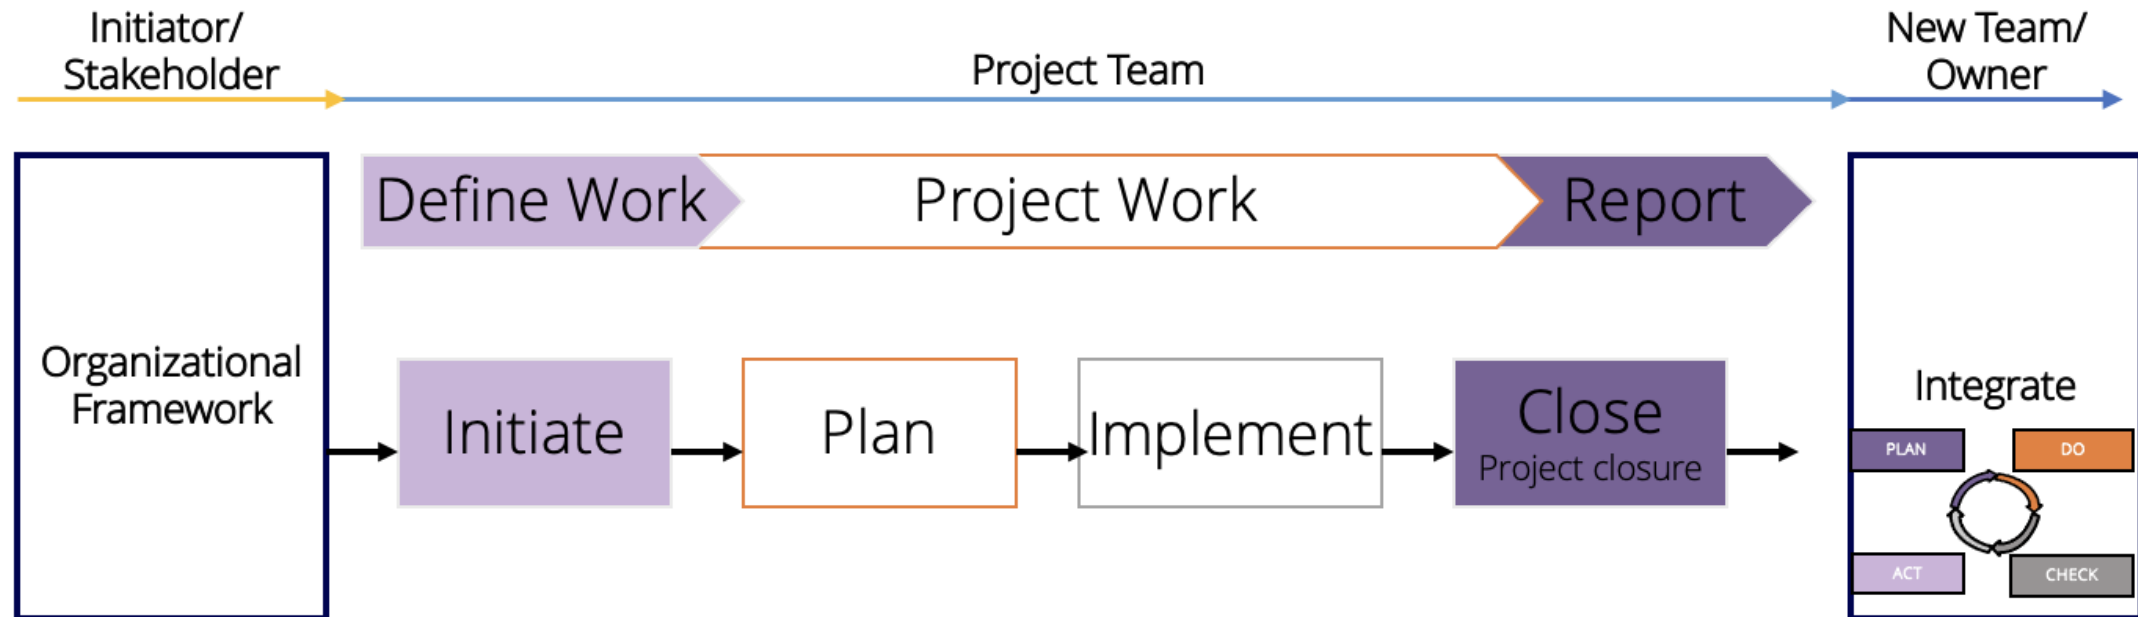 Initiator/
Stakeholder
Project Team
New Team/
Owner
Define Work
Project Work
Report
Organizational
Framework
Initiate
Plan
Implement
Close
Project closure
Integrate
PLAN
DO
ACT
CHECK